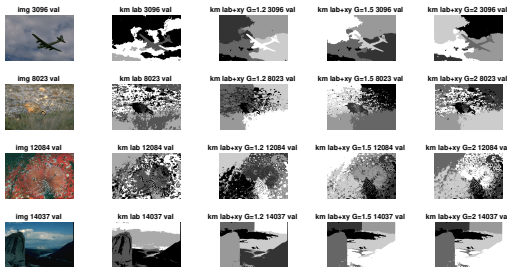 img 3096 val km lab 3096 val km lab+xy G=1.2 3096 val km lab+xy G=1.5 3096 val km lab+xy G=2 3096 val
img 8023 val km lab 8023 val km lab+xy G=1.2 8023 val km lab+xy G=1.5 8023 val km lab+xy G=2 8023 val
img 12084 val km lab 12084 val km lab+xy G=1.2 12084 val km lab+xy G=1.5 12084 val km lab+xy G=2 12084 val
img 14037 val km lab 14037 val km lab+xy G=1.2 14037 val km lab+xy G=1.5 14037 val km lab+xy G=2 14037 val